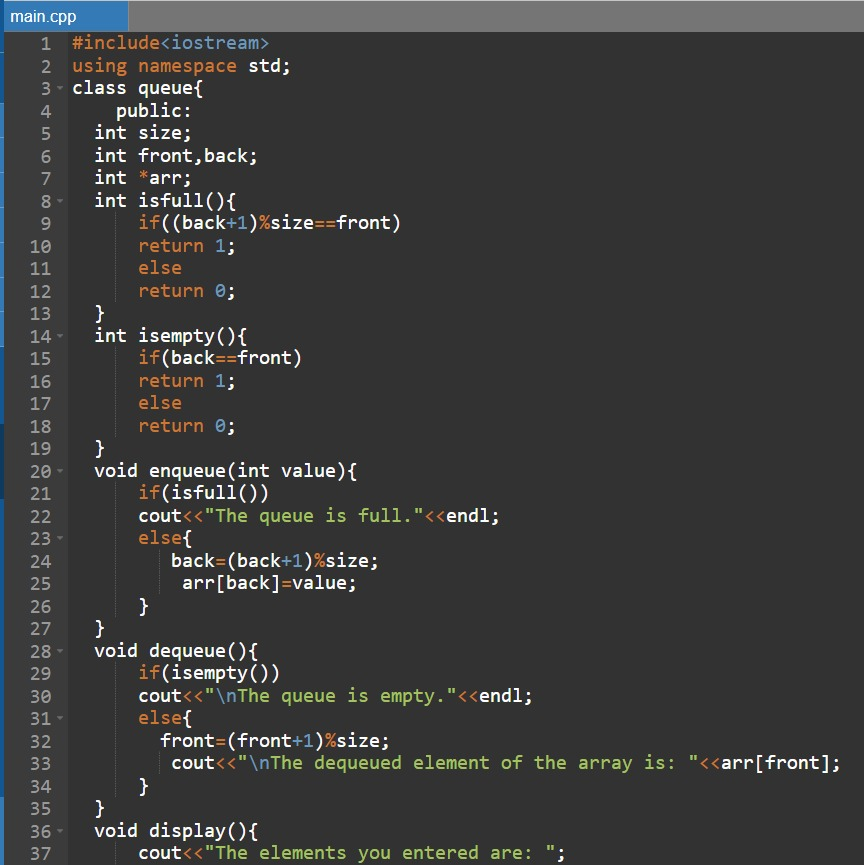 main.cpp
1 #include<iostream>
2 using namespace std;
3 class queue{
4     public:
5   int size;
6   int front,back;
7   int *arr;
8   int isfull(){
9       if((back+1)%size==front)
10       return 1;
11       else
12       return 0;
13   }
14   int isempty(){
15       if(back==front)
16       return 1;
17       else
18       return 0;
19   }
20   void enqueue(int value){
21       if(isfull())
22       cout<<"The queue is full."<<endl;
23       else{
24          back=(back+1)%size;
25           arr[back]=value;
26       }
27   }
28   void dequeue(){
29       if(isempty())
30       cout<<"\nThe queue is empty."<<endl;
31       else{
32         front=(front+1)%size;
33          cout<<"\nThe dequeued element of the array is: "<<arr[front];
34       }
35   }
36   void display(){
37       cout<<"The elements you entered are: ";